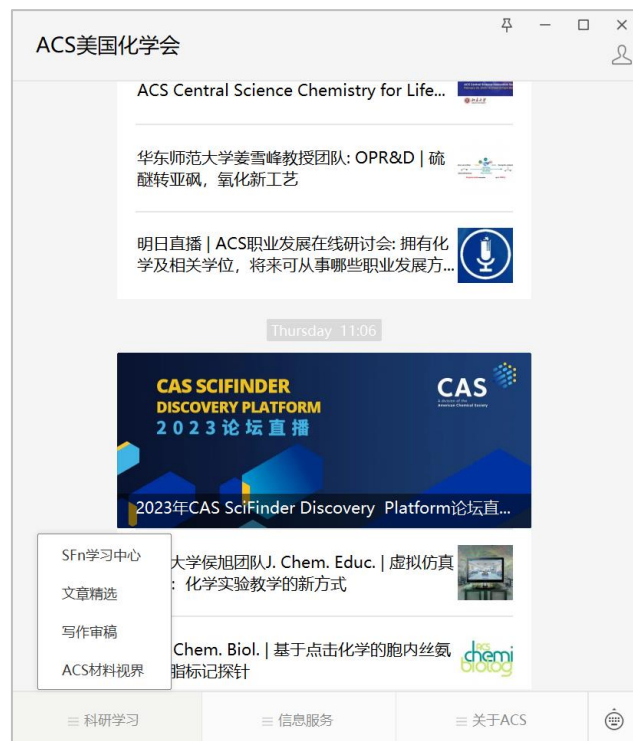 ACS美国化学会
ACS Central Science Chemistry for Life...
华东师范大学姜雪峰教授团队: OPR&D | 硫
醚转亚砜，氧化新工艺
明日直播 | ACS职业发展在线研讨会: 拥有化
学及相关学位，将来可从事哪些职业发展方...
Thursday 11:06
CAS SCIFINDER
DISCOVERY PLATFORM
2023论坛直播
CAS
A division of the
American Chemical Society
2023年CAS SciFinder Discovery Platform论坛直...
SFn学习中心
文章精选
写作审稿
ACS材料视界
大学侯旭团队J. Chem. Educ. | 虚拟仿真
：化学实验教学的新方式
Chem. Biol. | 基于点击化学的胞内丝氨
脂标记探针
ACS
chemi
biolog
科研学习
信息服务
关于ACS